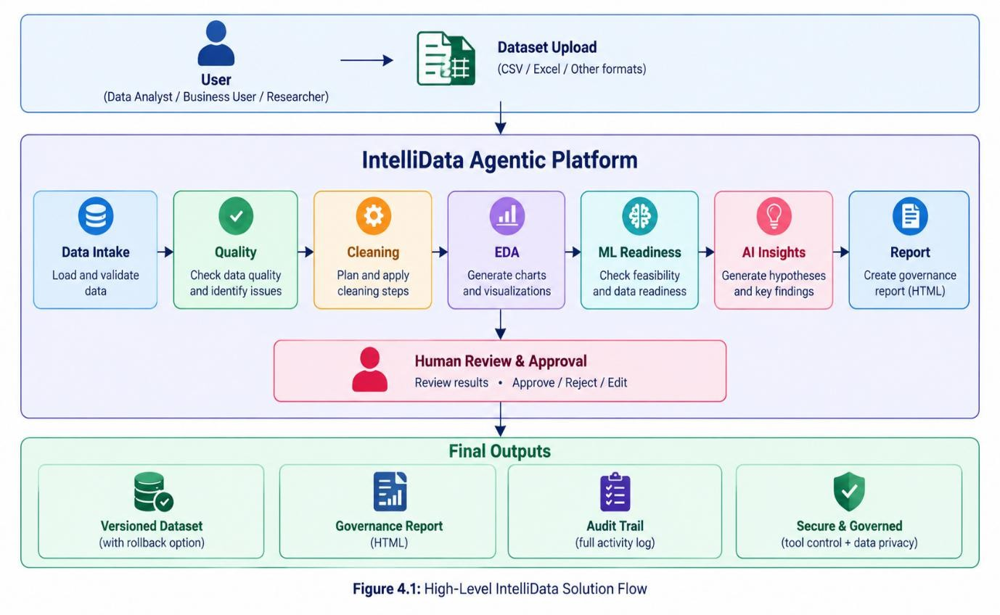 User
(Data Analyst / Business User / Researcher)
Dataset Upload
(CSV / Excel / Other formats)
IntelliData Agentic Platform
Data Intake
Load and validate
data
Quality
Check data quality
and identify issues
Cleaning
Plan and apply
cleaning steps
EDA
Generate charts
and visualizations
ML Readiness
Check feasibility
and data readiness
AI Insights
Generate hypotheses
and key findings
Report
Create governance
report (HTML)
Human Review & Approval
Review results • Approve / Reject / Edit
Final Outputs
Versioned Dataset
(with rollback option)
Governance Report
(HTML)
Audit Trail
(full activity log)
Secure & Governed
(tool control + data privacy)
Figure 4.1: High-Level IntelliData Solution Flow